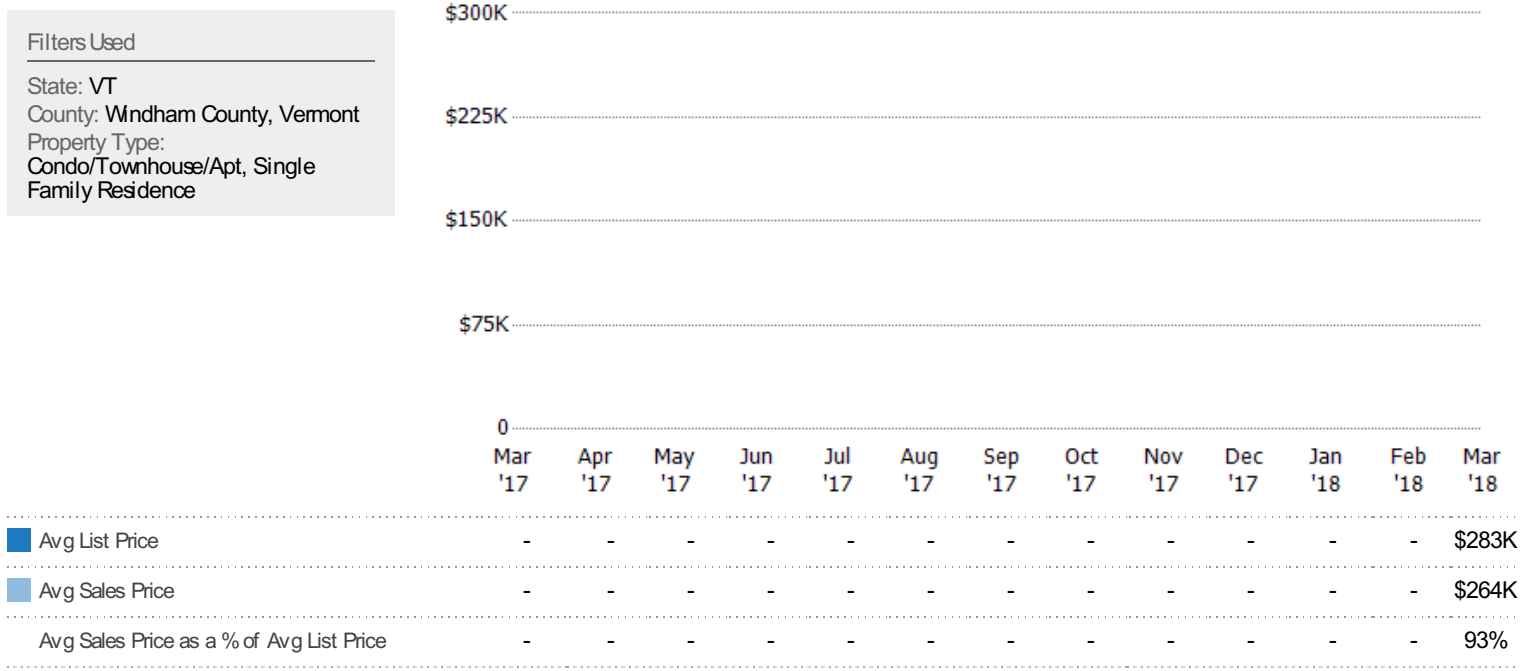 Filters Used
State: VT
County: Windham County, Vermont
Property Type:
Condo/Townhouse/Apt, Single
Family Residence
$300K
$225K
$150K
$75K
0
Mar Apr May Jun Jul Aug Sep Oct Nov Dec Jan Feb Mar
'17 '17 '17 '17 '17 '17 '17 '17 '17 '17 '18 '18 '18
Avg List Price - - - - - - - - - - - - $283K
Avg Sales Price - - - - - - - - - - - - $264K
Avg Sales Price as a % of Avg List Price - - - - - - - - - - - - 93%